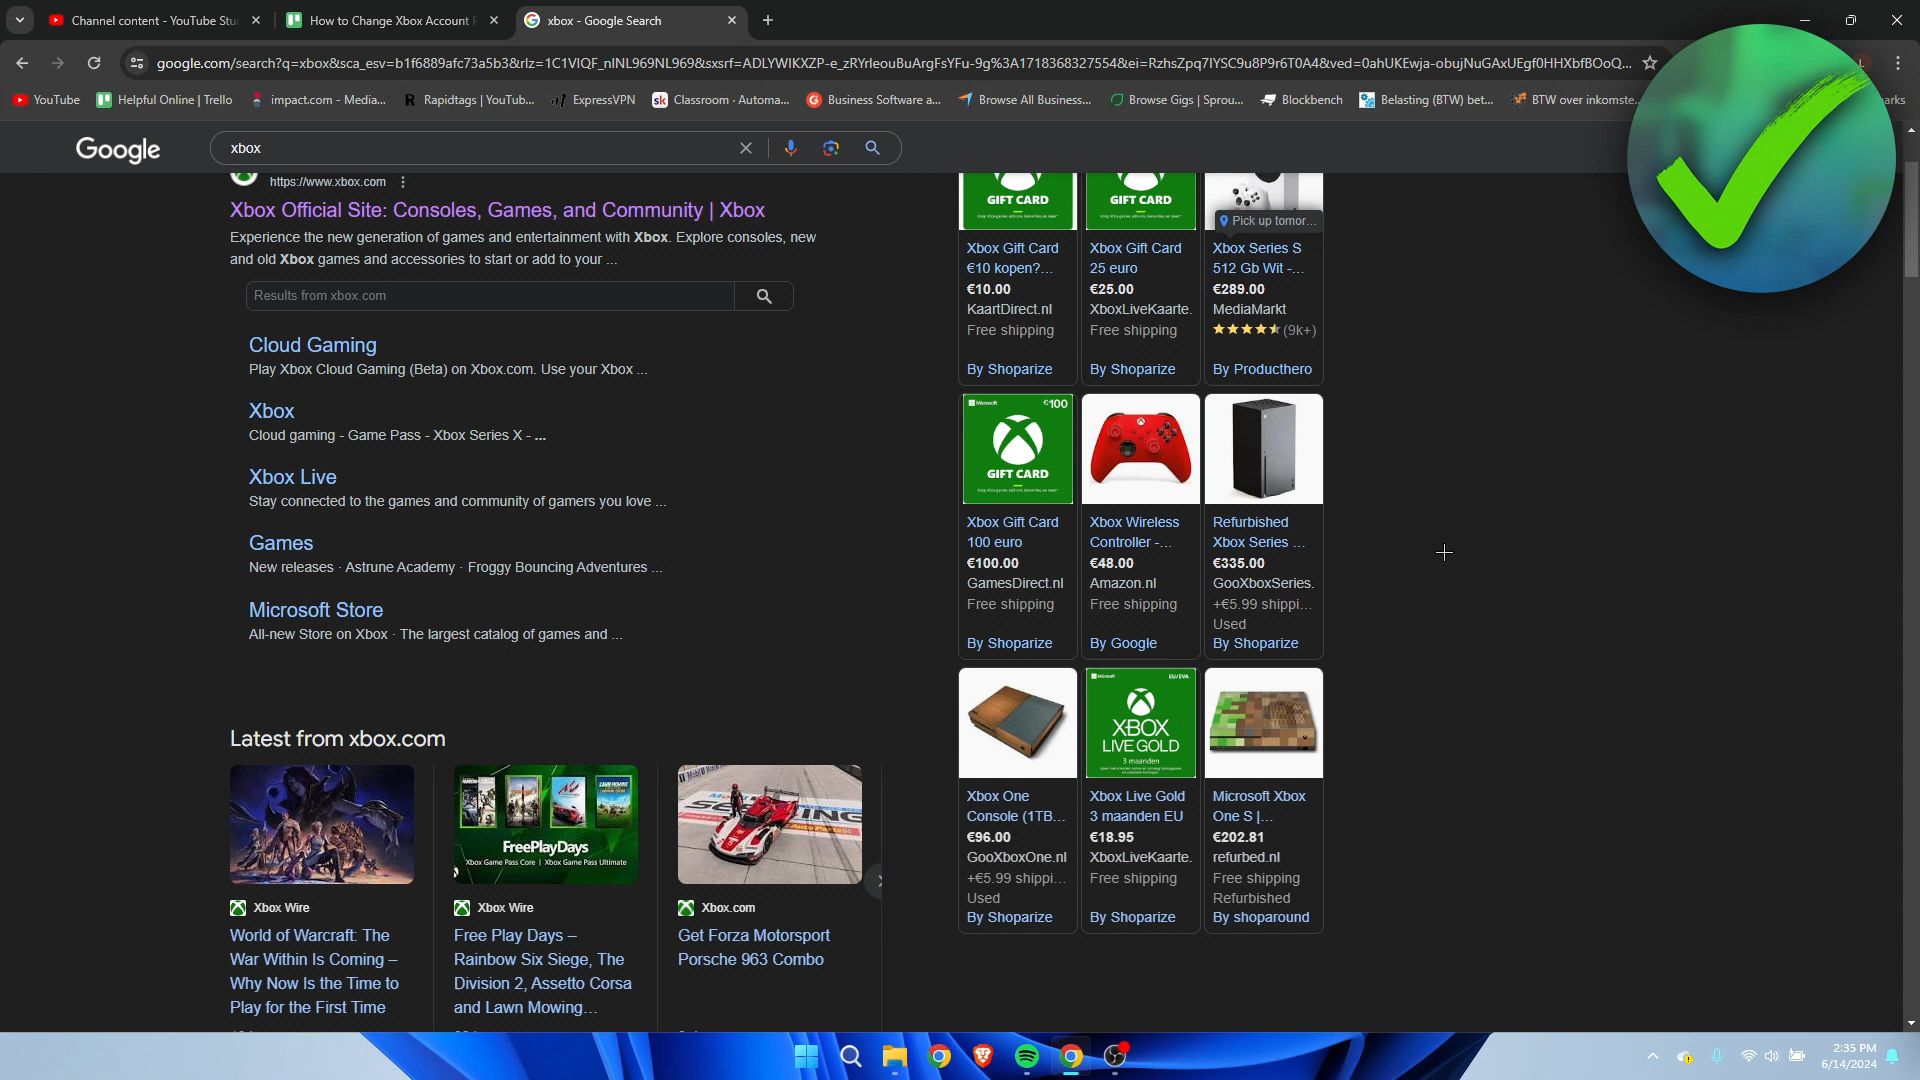 Channel content - YouTube Stu
How to Change Xbox Account P
xbox - Google Search
google.com/search?q=xbox&sca_esv=b1f6889afc73a5b3&rlz=1C1VIQF_nlNL969NL969&sxsrf=ADLYWIKXZP-e_zRYrleouBuArgFsYFu-9g%3A1718368327554&ei=RzhsZpq7IYSC9u8P9r6T0A4&ved=0ahUKEwja-obujNuGAxUEgf0HHXbfBOoQ...
YouTube
Helpful Online | Trello
impact.com - Media...
Rapidtags | YouTub...
ExpressVPN
Classroom · Automa...
Business Software a...
Browse All Business...
Browse Gigs | Sprou...
Blockbench
Belasting (BTW) bet...
BTW over inkomste...
Google
xbox
https://www.xbox.com
Xbox Official Site: Consoles, Games, and Community | Xbox
Experience the new generation of games and entertainment with Xbox. Explore consoles, new
and old Xbox games and accessories to start or add to your ...
Results from xbox.com
Cloud Gaming
Play Xbox Cloud Gaming (Beta) on Xbox.com. Use your Xbox ...
Xbox
Cloud gaming - Game Pass - Xbox Series X - ...
Xbox Live
Stay connected to the games and community of gamers you love ...
Games
New releases · Astrune Academy · Froggy Bouncing Adventures ...
Microsoft Store
All-new Store on Xbox · The largest catalog of games and ...
Latest from xbox.com
FreePlayDays
Xbox Game Pass Core | Xbox Game Pass Ultimate
Xbox Wire
World of Warcraft: The
War Within Is Coming –
Why Now Is the Time to
Play for the First Time
Xbox Wire
Free Play Days –
Rainbow Six Siege, The
Division 2, Assetto Corsa
and Lawn Mowing...
Xbox.com
Get Forza Motorsport
Porsche 963 Combo
GIFT CARD
Xbox Gift Card
€10 kopen?...
€10.00
KaartDirect.nl
Free shipping
By Shoparize
GIFT CARD
Xbox Gift Card
25 euro
€25.00
XboxLiveKaarte.
Free shipping
By Shoparize
Pick up tomor...
Xbox Series S
512 Gb Wit -...
€289.00
MediaMarkt
(9k+)
By Producthero
Microsoft €100
GIFT CARD
Xbox Gift Card
100 euro
€100.00
GamesDirect.nl
Free shipping
By Shoparize
Xbox Wireless
Controller -...
€48.00
Amazon.nl
Free shipping
By Google
Refurbished
Xbox Series ...
€335.00
GooXboxSeries.
+€5.99 shippi...
Used
By Shoparize
Xbox One
Console (1TB...
€96.00
GooXboxOne.nl
+€5.99 shippi...
Used
By Shoparize
Microsoft EU/EVA
XBOX
LIVE GOLD
3 maanden
Xbox Live Gold
3 maanden EU
€18.95
XboxLiveKaarte.
Free shipping
By Shoparize
Microsoft Xbox
One S |...
€202.81
refurbed.nl
Free shipping
Refurbished
By shoparound
2:35 PM
6/14/2024